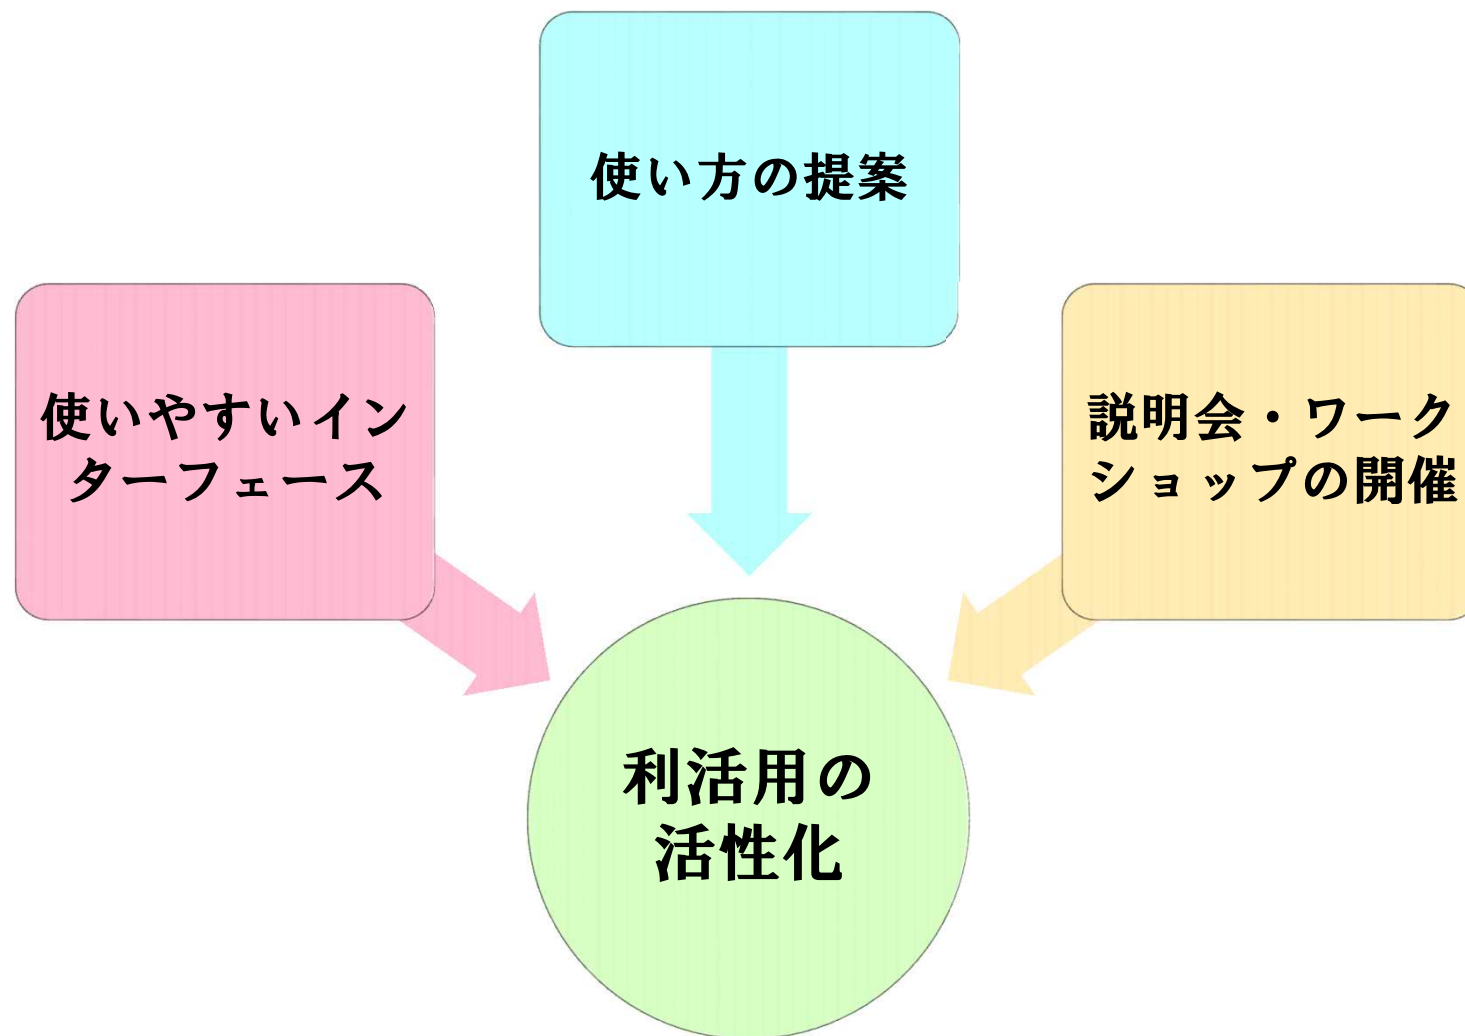 使い方の提案
使いやすいイン
ターフェース
説明会・ワーク
ショップの開催
利活用の
活性化